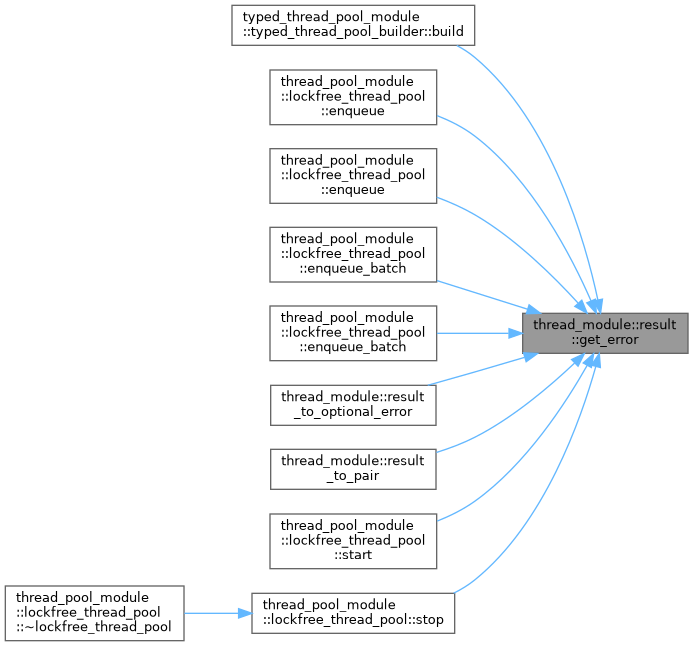 typed_thread_pool_module
::typed_thread_pool_builder::build
thread_pool_module
::lockfree_thread_pool
::enqueue
thread_pool_module
::lockfree_thread_pool
::enqueue
thread_pool_module
::lockfree_thread_pool
::enqueue_batch
thread_pool_module
::lockfree_thread_pool
::enqueue_batch
thread_module::result
::get_error
thread_module::result
_to_optional_error
thread_module::result
_to_pair
thread_pool_module
::lockfree_thread_pool
::start
thread_pool_module
::lockfree_thread_pool
::~lockfree_thread_pool
thread_pool_module
::lockfree_thread_pool::stop